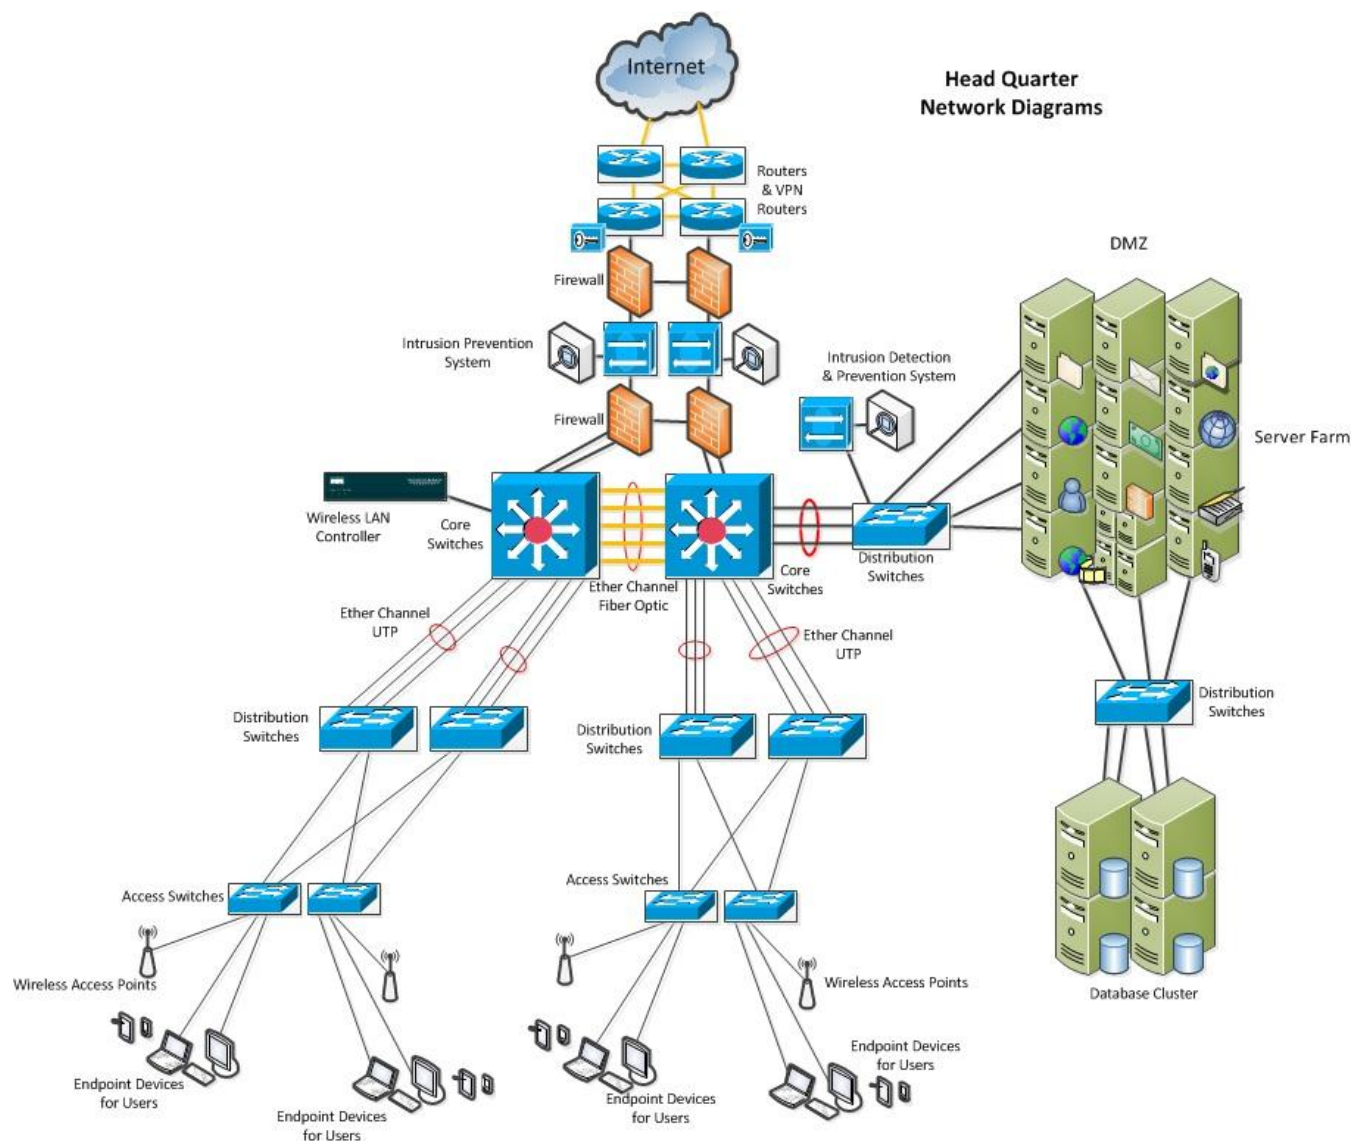 Internet
Head Quarter
Network Diagrams
Routers
& VPN
Routers
DMZ
Firewall
Intrusion Prevention
System
Intrusion Detection
& Prevention System
Firewall
Server Farm
Wireless LAN
Controller
Core
Switches
Distribution
Switches
Core
Switches
Ether Channel
Fiber Optic
Ether Channel
UTP
Ether Channel
UTP
Distribution
Switches
Distribution
Switches
Distribution
Switches
Access Switches
Access Switches
Wireless Access Points
Wireless Access Points
Database Cluster
Endpoint Devices
for Users
Endpoint Devices
for Users
Endpoint Devices
for Users
Endpoint Devices
for Users